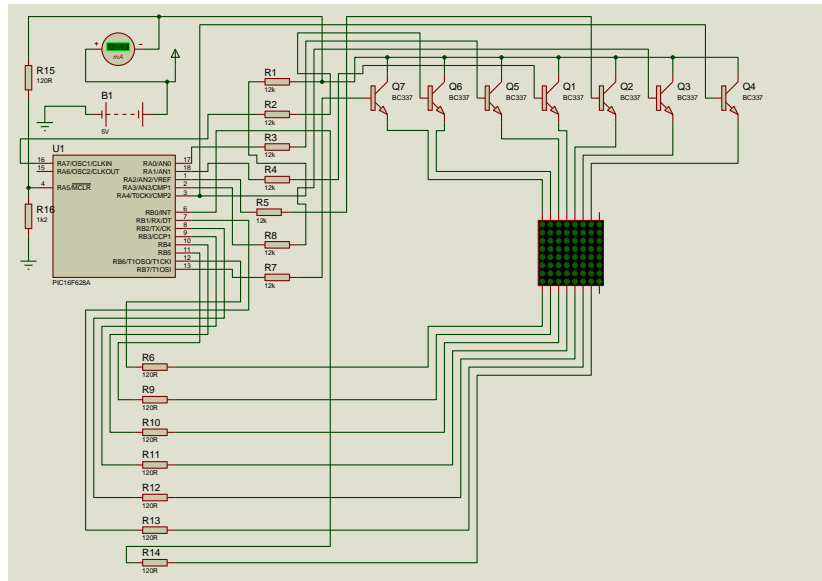 + -
mA
R15
120R
B1
5V
R1
12k
R2
12k
R3
12k
R4
12k
R5
12k
R8
12k
R7
12k
Q7
BC337
Q6
BC337
Q5
BC337
Q1
BC337
Q2
BC337
Q3
BC337
Q4
BC337
U1
16 RA7/OSC1/CLKIN RA0/AN0 17
15 RA6/OSC2/CLKOUT RA1/AN1 18
RA2/AN2/VREF 1
4 RA5/MCLR RA3/AN3/CMP1 2
RA4/T0CKI/CMP2 3
RB0/INT 6
RB1/RX/DT 7
RB2/TX/CK 8
RB3/CCP1 9
RB4 10
RB5 11
RB6/T1OSO/T1CKI 12
RB7/T1OSI 13
PIC16F628A
R16
1k2
R6
120R
R9
120R
R10
120R
R11
120R
R12
120R
R13
120R
R14
120R